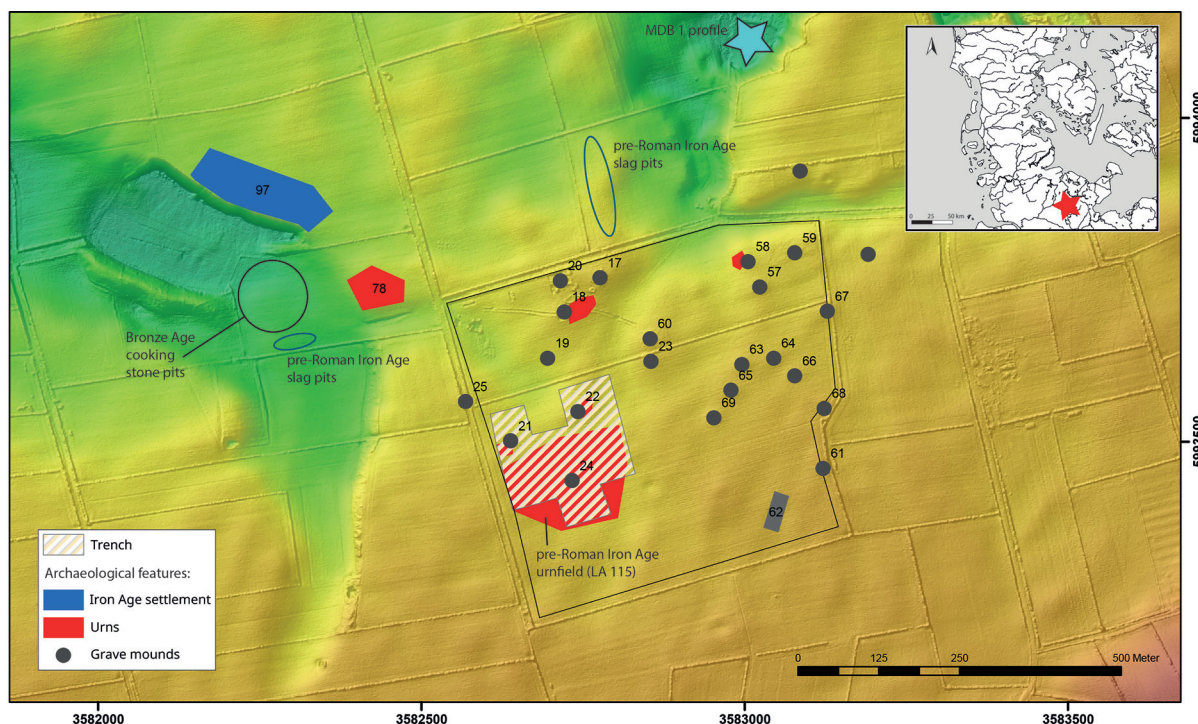 MDB 1 profile
5994000
0 25 50 km
97
pre-Roman Iron Age
slag pits
78
20
17
58
59
57
18
67
60
Bronze Age
cooking
stone pits
pre-Roman Iron Age
slag pits
19
23
63
64
65
66
25
22
69
68
21
24
61
62
pre-Roman Iron Age
urnfield (LA 115)
Trench
Archaeological features:
Iron Age settlement
Urns
Grave mounds
0 125 250 500 Meter
3582000 3582500 3583000 3583500